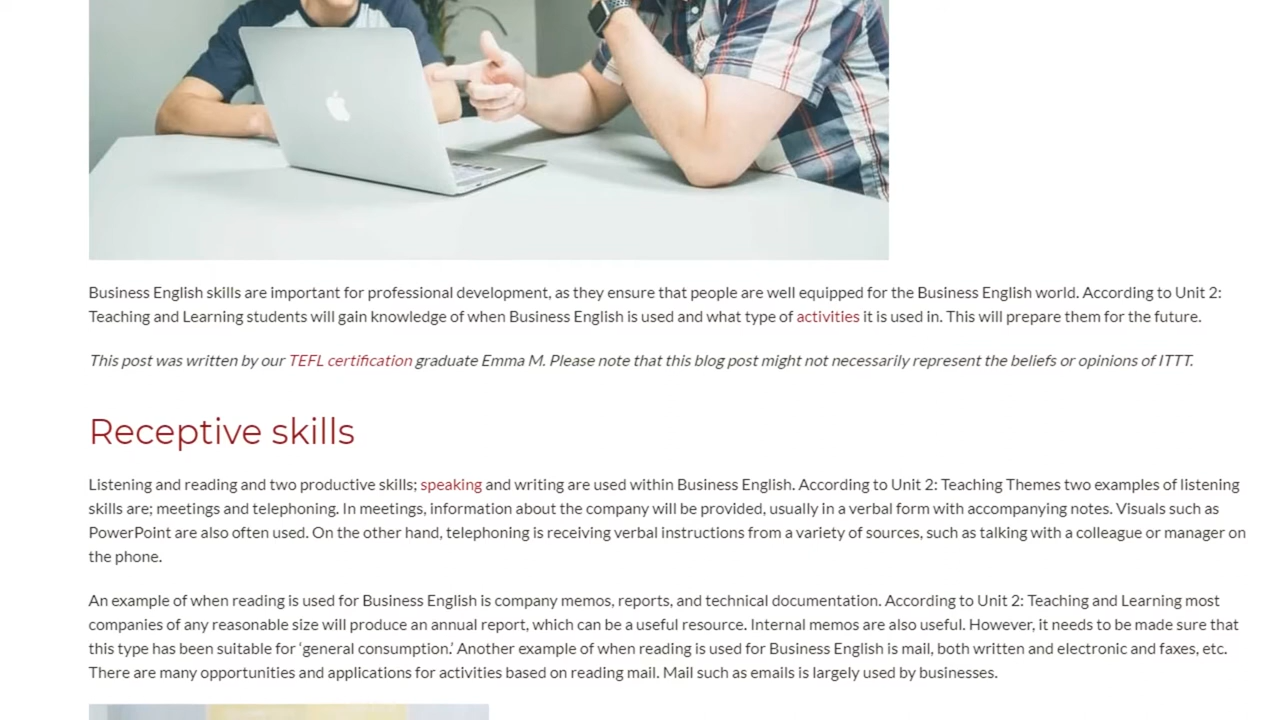 Business English skills are important for professional development, as they ensure that people are well equipped for the Business English world. According to Unit 2:
Teaching and Learning students will gain knowledge of when Business English is used and what type of activities it is used in. This will prepare them for the future.
This post was written by our TEFL certification graduate Emma M. Please note that this blog post might not necessarily represent the beliefs or opinions of ITTT.
Receptive skills
Listening and reading and two productive skills; speaking and writing are used within Business English. According to Unit 2: Teaching Themes two examples of listening
skills are; meetings and telephoning. In meetings, information about the company will be provided, usually in a verbal form with accompanying notes. Visuals such as
PowerPoint are also often used. On the other hand, telephoning is receiving verbal instructions from a variety of sources, such as talking with a colleague or manager on
the phone.
An example of when reading is used for Business English is company memos, reports, and technical documentation. According to Unit 2: Teaching and Learning most
companies of any reasonable size will produce an annual report, which can be a useful resource. Internal memos are also useful. However, it needs to be made sure that
this type has been suitable for ‘general consumption.’ Another example of when reading is used for Business English is mail, both written and electronic and faxes, etc.
There are many opportunities and applications for activities based on reading mail. Mail such as emails is largely used by businesses.